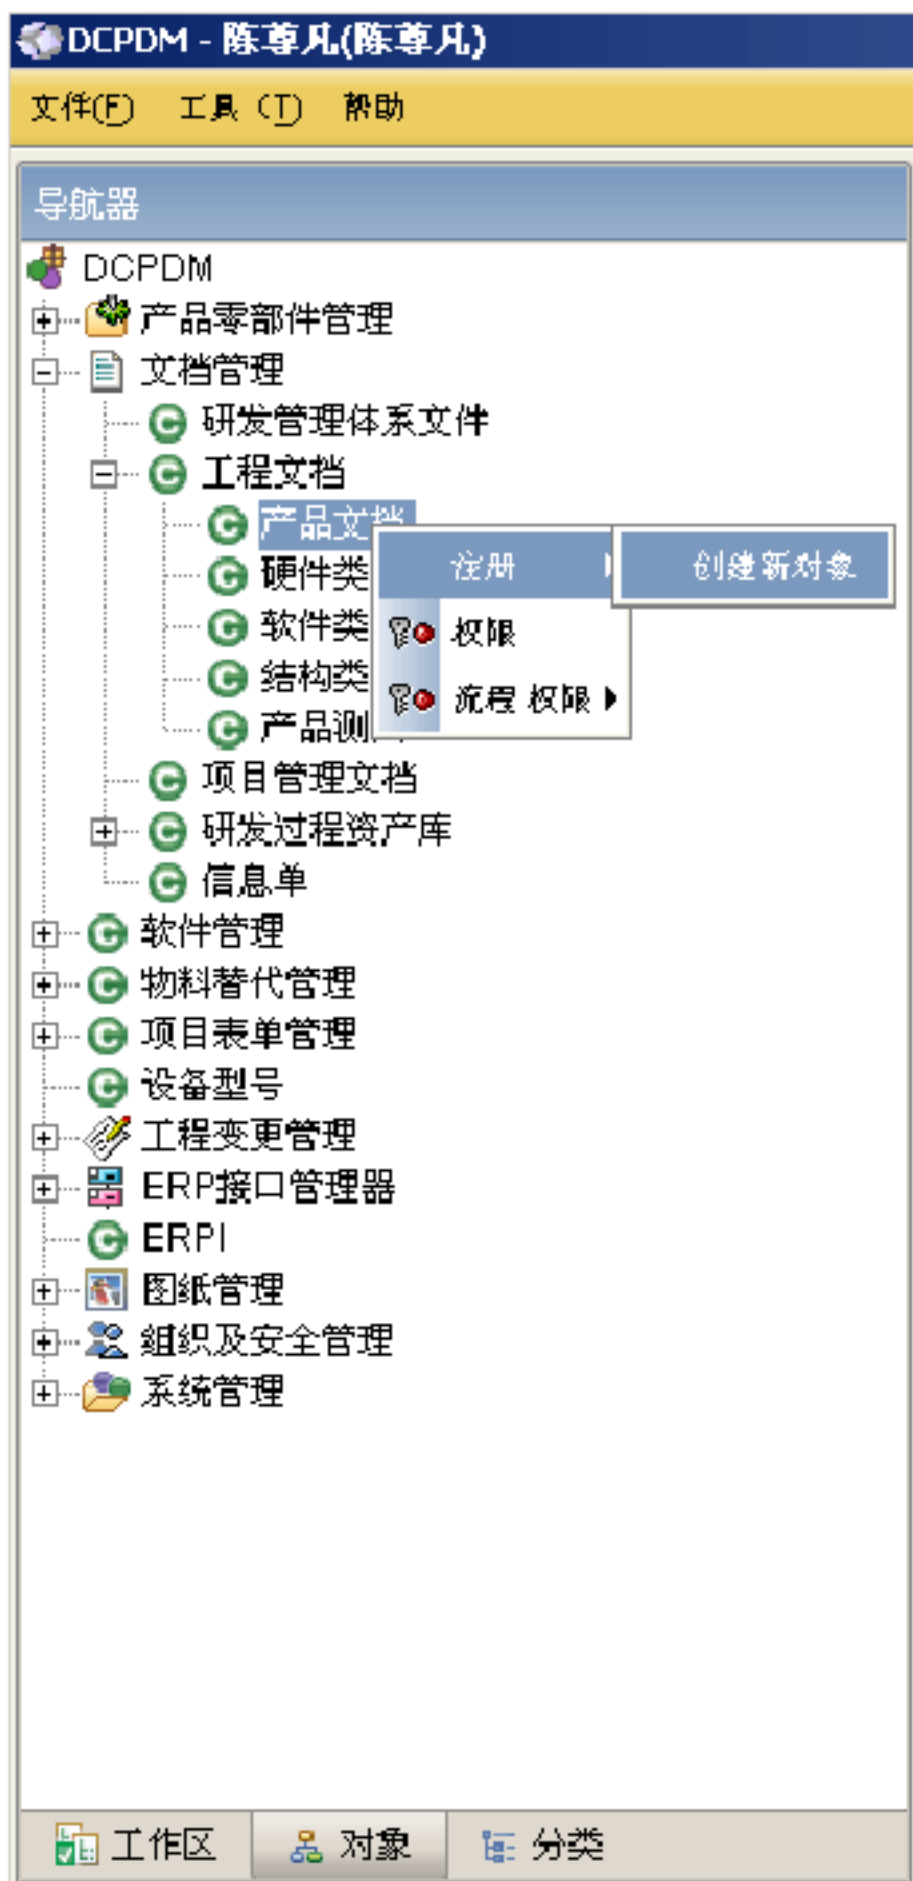 DCPDM - 陈尊凡(陈尊凡)
文件(F) 工具 (T) 帮助
导航器
DCPDM
产品零部件管理
文档管理
研发管理体系文件
工程文档
产品文档
注册
创建新对象
硬件类
软件类
权限
结构类
流程 权限
产品测
项目管理文档
研发过程资产库
信息单
软件管理
物料替代管理
项目表单管理
设备型号
工程变更管理
ERP接口管理器
ERPI
图纸管理
组织及安全管理
系统管理
工作区 对象 分类